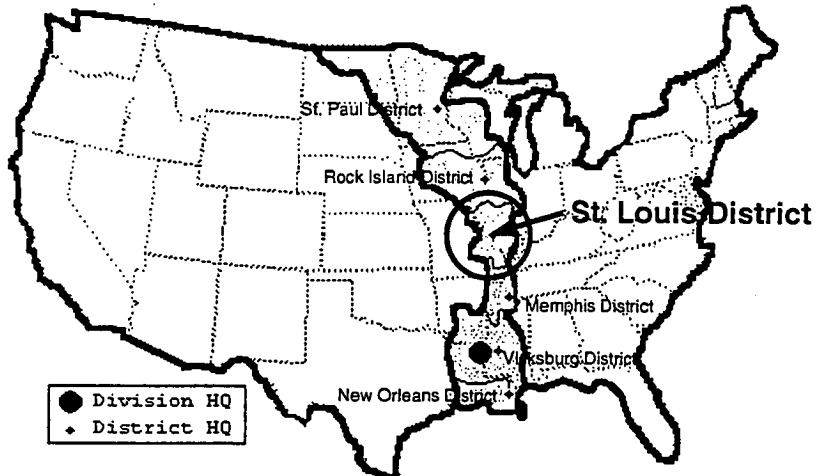 St. Paul District
Rock Island District
St. Louis District
Memphis District
Vicksburg District
New Orleans District
Division HQ
District HQ